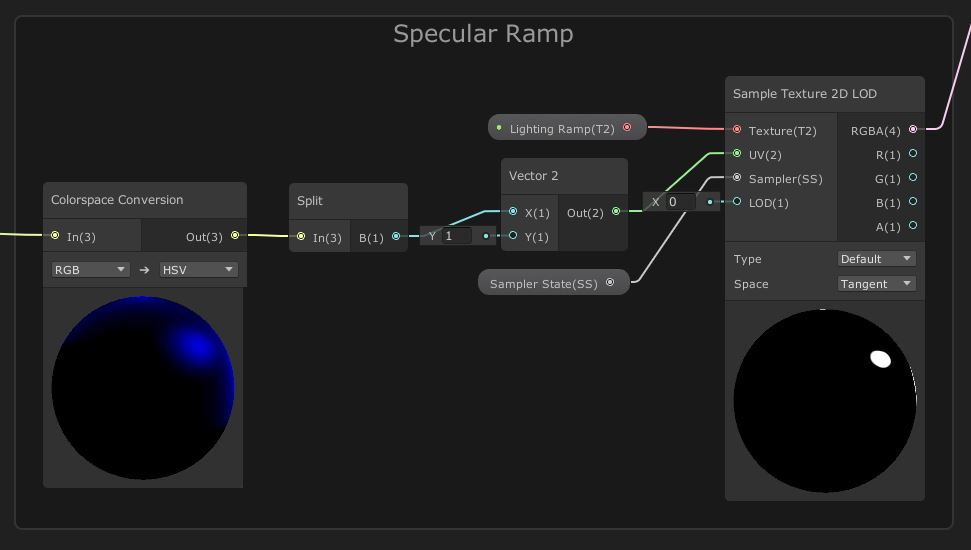 Specular Ramp
Colorspace Conversion
In(3) Out(3)
RGB HSV
Split
In(3) B(1)
Lighting Ramp(T2)
Vector 2
X(1) Out(2)
Y 1 Y(1)
Sampler State(SS)
Sample Texture 2D LOD
Texture(T2) RGBA(4)
UV(2) R(1)
Sampler(SS) G(1)
X 0 LOD(1) B(1)
A(1)
Type Default
Space Tangent